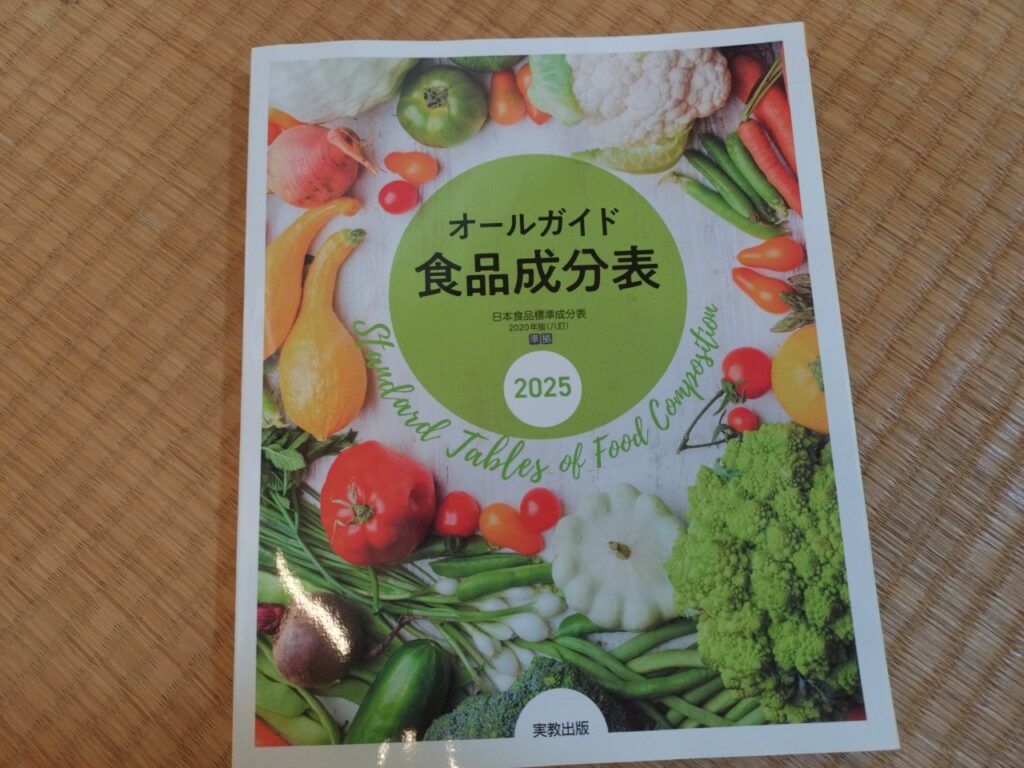 オールガイド
食品成分表
日本食品標準成分表
2020年版(八訂)
準拠
2025
Standard Tables of Food Composition
実教出版